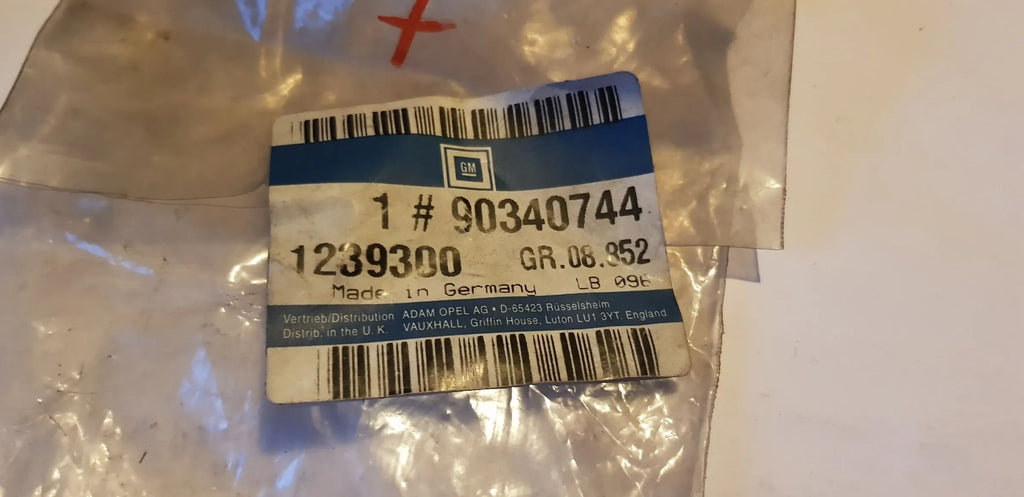 GM
1 # 90340744
1239300 GR.08.852
Made in Germany LB 096
Vertrieb/Distribution ADAM OPEL AG • D-65423 Rüsselsheim
Distrib. in the U. K. VAUXHALL, Griffin House, Luton LU1 3YT. England